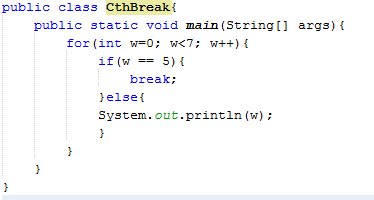 public class CthBreak{
    public static void main(String[] args){
        for(int w=0; w<7; w++){
            if(w == 5){
                break;
            }else{
            System.out.println(w);
            }
        }
    }
}